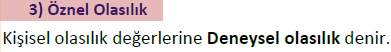 3) Öznel Olasılık
Kişisel olasılık değerlerine Deneysel olasılık denir.